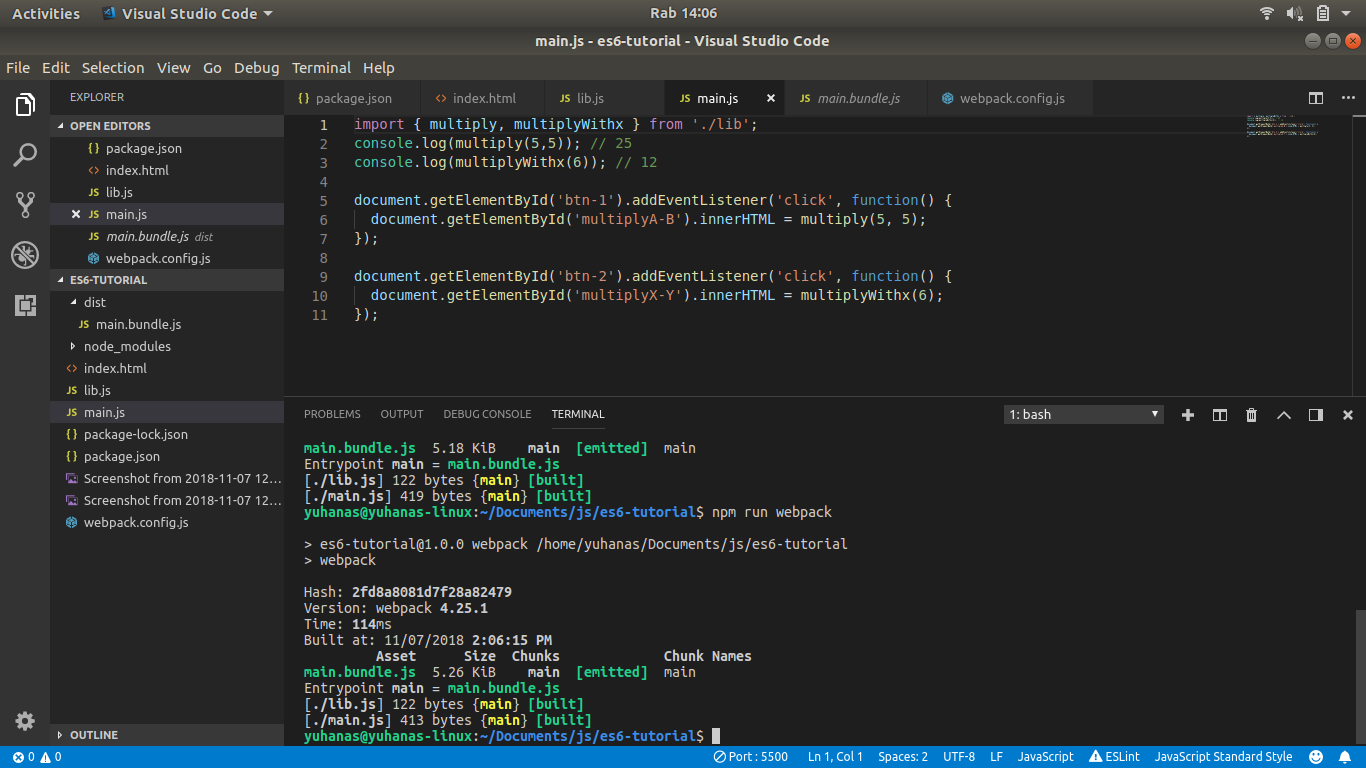 Activities Visual Studio Code Rab 14:06
main.js - es6-tutorial - Visual Studio Code
File Edit Selection View Go Debug Terminal Help
EXPLORER
OPEN EDITORS
{} package.json
<> index.html
JS lib.js
JS main.js
JS main.bundle.js dist
webpack.config.js
ES6-TUTORIAL
dist
JS main.bundle.js
node_modules
<> index.html
JS lib.js
JS main.js
{} package-lock.json
{} package.json
Screenshot from 2018-11-07 12...
Screenshot from 2018-11-07 12...
webpack.config.js
OUTLINE
{} package.json <> index.html JS lib.js JS main.js JS main.bundle.js webpack.config.js
1 import { multiply, multiplyWithx } from './lib';
2 console.log(multiply(5,5)); // 25
3 console.log(multiplyWithx(6)); // 12
4
5 document.getElementById('btn-1').addEventListener('click', function() {
6 document.getElementById('multiplyA-B').innerHTML = multiply(5, 5);
7 });
8
9 document.getElementById('btn-2').addEventListener('click', function() {
10 document.getElementById('multiplyX-Y').innerHTML = multiplyWithx(6);
11 });
PROBLEMS OUTPUT DEBUG CONSOLE TERMINAL 1: bash
main.bundle.js 5.18 KiB main [emitted] main
Entrypoint main = main.bundle.js
[./lib.js] 122 bytes {main} [built]
[./main.js] 419 bytes {main} [built]
yuhanas@yuhanas-linux:~/Documents/js/es6-tutorial$ npm run webpack
> es6-tutorial@1.0.0 webpack /home/yuhanas/Documents/js/es6-tutorial
> webpack
Hash: 2fd8a8081d7f28a82479
Version: webpack 4.25.1
Time: 114ms
Built at: 11/07/2018 2:06:15 PM
Asset Size Chunks Chunk Names
main.bundle.js 5.26 KiB main [emitted] main
Entrypoint main = main.bundle.js
[./lib.js] 122 bytes {main} [built]
[./main.js] 413 bytes {main} [built]
yuhanas@yuhanas-linux:~/Documents/js/es6-tutorial$
0 0 Port : 5500 Ln 1, Col 1 Spaces: 2 UTF-8 LF JavaScript ESLint JavaScript Standard Style